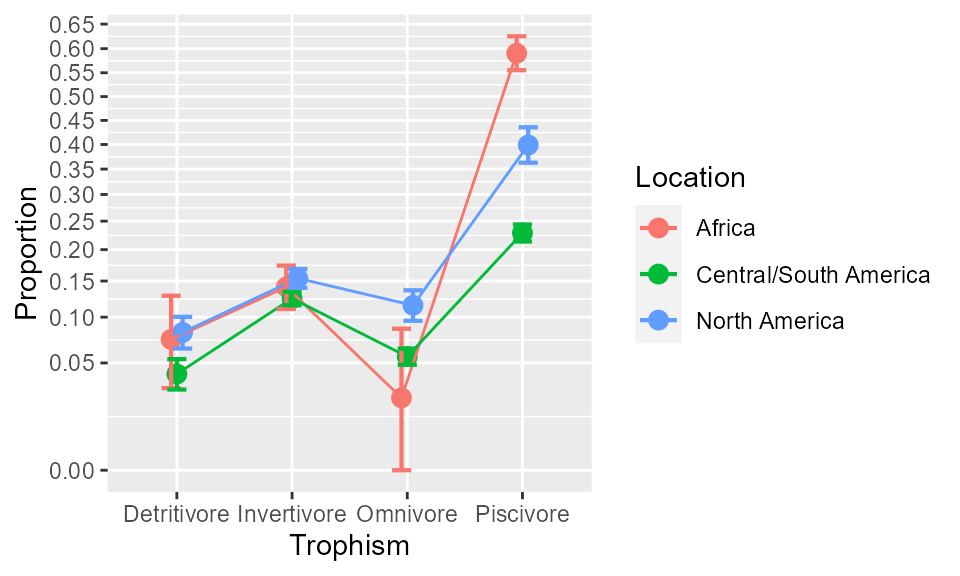 0.65
0.60
0.55
0.50
0.45
0.40
0.35
0.30
0.25
0.20
0.15
0.10
0.05
0.00
Proportion
Detritivore Invertivore Omnivore Piscivore
Trophism
Location
Africa
Central/South America
North America